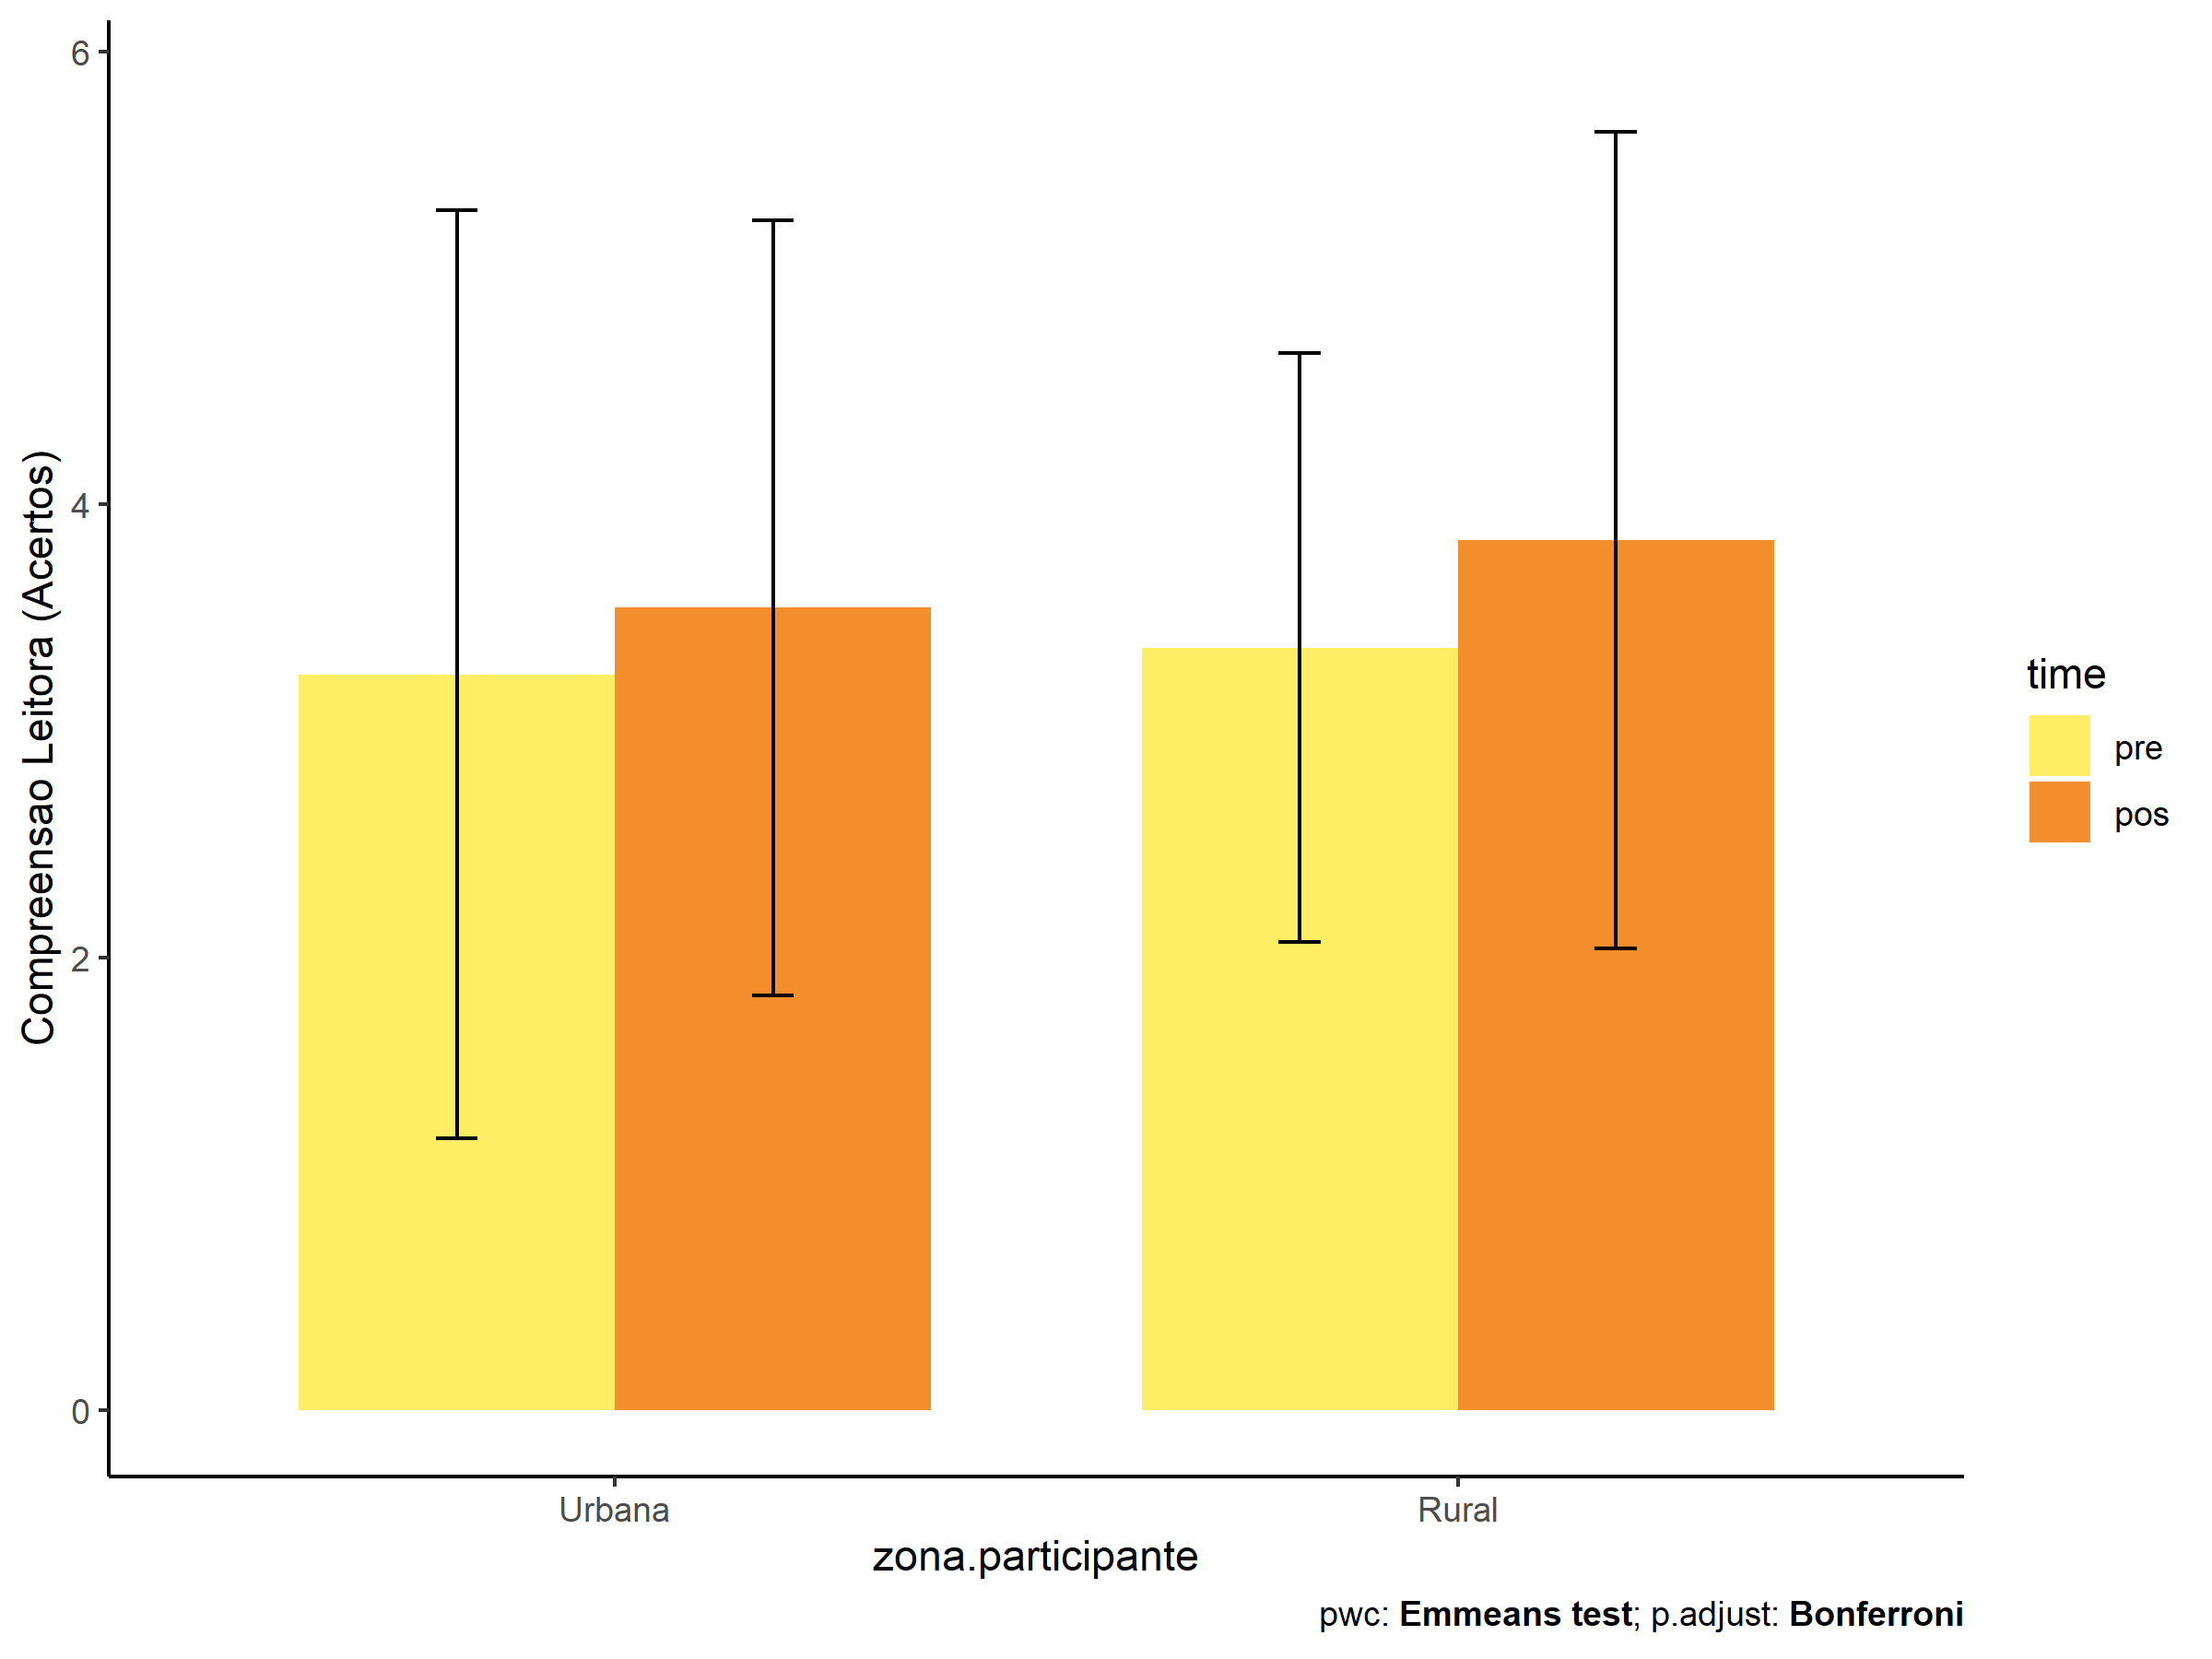 Compreensao Leitora (Acertos)
6
4
2
0
Urbana
Rural
zona.participante
time
pre
pos
pwc: Emmeans test; p.adjust: Bonferroni